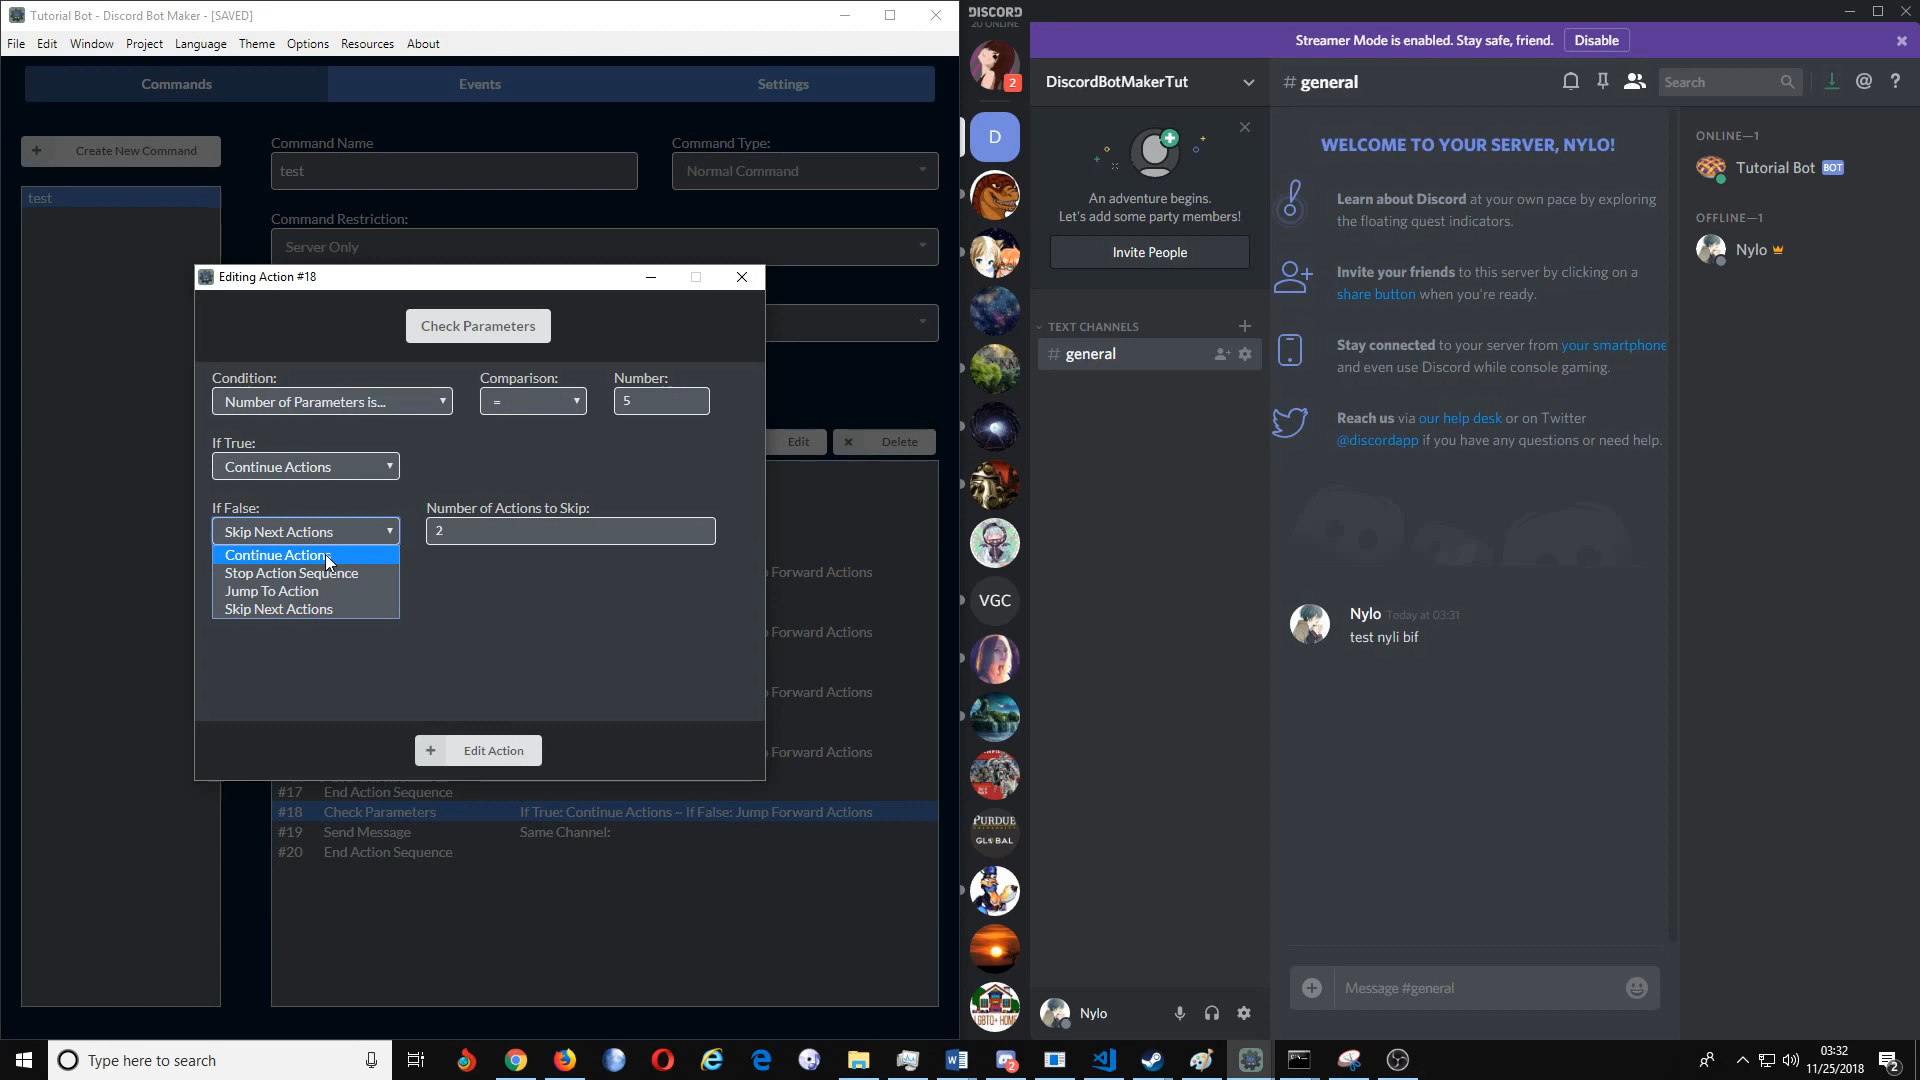 Tutorial Bot - Discord Bot Maker - [SAVED]
File Edit Window Project Language Theme Options Resources About
Commands Events Settings
+ Create New Command
test
Command Name
test
Command Type:
Normal Command
Command Restriction:
Server Only
Edit
Delete
Editing Action #18
Check Parameters
Condition:
Number of Parameters is...
Comparison:
=
Number:
5
If True:
Continue Actions
If False:
Skip Next Actions
Number of Actions to Skip:
2
Continue Actions
Stop Action Sequence
Jump To Action
Skip Next Actions
+ Edit Action
Forward Actions
Forward Actions
Forward Actions
Forward Actions
#17 End Action Sequence
#18 Check Parameters If True: Continue Actions ~ If False: Jump Forward Actions
#19 Send Message Same Channel:
#20 End Action Sequence
DISCORD
20 ONLINE
2
D
VGC
PURDUE
GLOBAL
LGBTQ+ HOME
Streamer Mode is enabled. Stay safe, friend. Disable
DiscordBotMakerTut
An adventure begins.
Let's add some party members!
Invite People
TEXT CHANNELS
# general
Nylo
# general
Search
WELCOME TO YOUR SERVER, NYLO!
Learn about Discord at your own pace by exploring
the floating quest indicators.
Invite your friends to this server by clicking on a
share button when you're ready.
Stay connected to your server from your smartphone
and even use Discord while console gaming.
Reach us via our help desk or on Twitter
@discordapp if you have any questions or need help.
Nylo Today at 03:31
test nyli bif
Message #general
ONLINE—1
Tutorial Bot BOT
OFFLINE—1
Nylo
Type here to search
2
03:32
11/25/2018
2